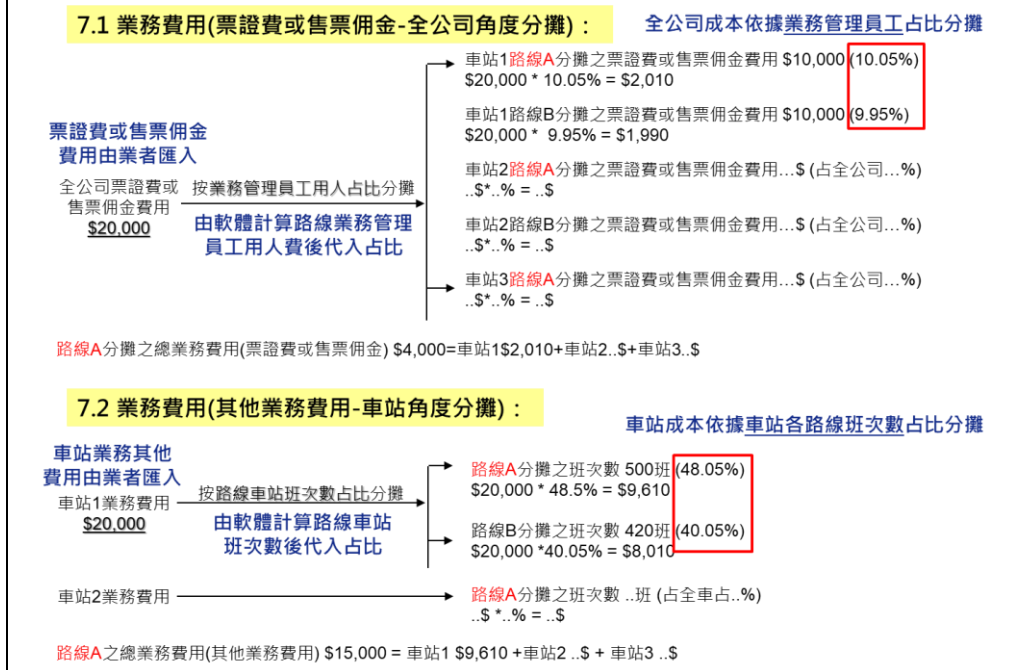 7.1 業務費用(票證費或售票佣金-全公司角度分攤)：
全公司成本依據業務管理員工占比分攤
車站1路線A分攤之票證費或售票佣金費用 $10,000 (10.05%)
$20,000 * 10.05% = $2,010
車站1路線B分攤之票證費或售票佣金費用 $10,000 (9.95%)
$20,000 * 9.95% = $1,990
票證費或售票佣金
費用由業者匯入
全公司票證費或
售票佣金費用
$20,000
按業務管理員工用人占比分攤
由軟體計算路線業務管理
員工用人費後代入占比
車站2路線A分攤之票證費或售票佣金費用...$ (占全公司...%)
..$*..% = ..$
車站2路線B分攤之票證費或售票佣金費用...$ (占全公司...%)
..$*..% = ..$
車站3路線A分攤之票證費或售票佣金費用...$ (占全公司...%)
..$*..% = ..$
路線A分攤之總業務費用(票證費或售票佣金) $4,000=車站1$2,010+車站2..$+車站3..$
7.2 業務費用(其他業務費用-車站角度分攤)：
車站成本依據車站各路線班次數占比分攤
車站業務其他
費用由業者匯入
車站1業務費用
$20,000
按路線車站班次數占比分攤
由軟體計算路線車站
班次數後代入占比
路線A分攤之班次數 500班 (48.05%)
$20,000 * 48.5% = $9,610
路線B分攤之班次數 420班 (40.05%)
$20,000 *40.05% = $8,010
車站2業務費用
路線A分攤之班次數 ..班 (占全車占..%)
..$ *..% = ..$
路線A之總業務費用(其他業務費用) $15,000 = 車站1 $9,610 +車站2 ..$ + 車站3 ..$